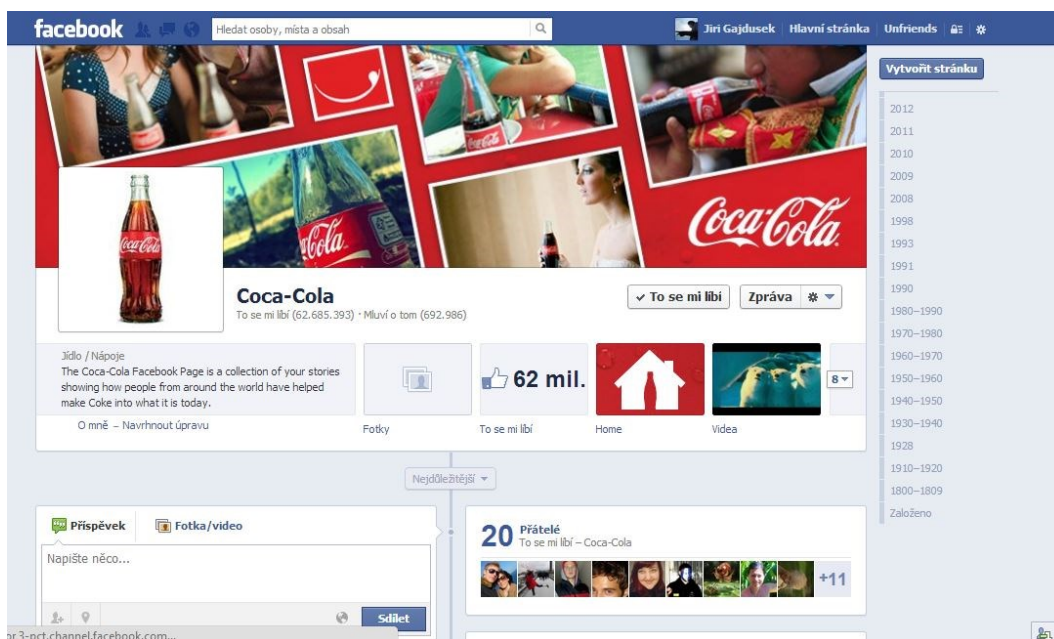 facebook
Hledat osoby, místa a obsah
Jiri Gajdusek
Hlavní stránka
Unfriends
Vytvořit stránku
2012
2011
2010
2009
2008
1998
1993
1991
1990
1980–1990
1970–1980
1960–1970
1950–1960
1940–1950
1930–1940
1928
1910–1920
1800–1809
Založeno
Coca-Cola
Coca-Cola
Coca-Cola
To se mi líbí (62.685.393) · Mluví o tom (692.986)
To se mi líbí
Zpráva
Jídlo / Nápoje
The Coca-Cola Facebook Page is a collection of your stories
showing how people from around the world have helped
make Coke into what it is today.
O mně – Navrhnout úpravu
62 mil.
8
Fotky
To se mi líbí
Home
Videa
Nejdůležitější
Příspěvek
Fotka/video
Napište něco...
Sdílet
20 Přátelé
To se mi líbí – Coca-Cola
+11